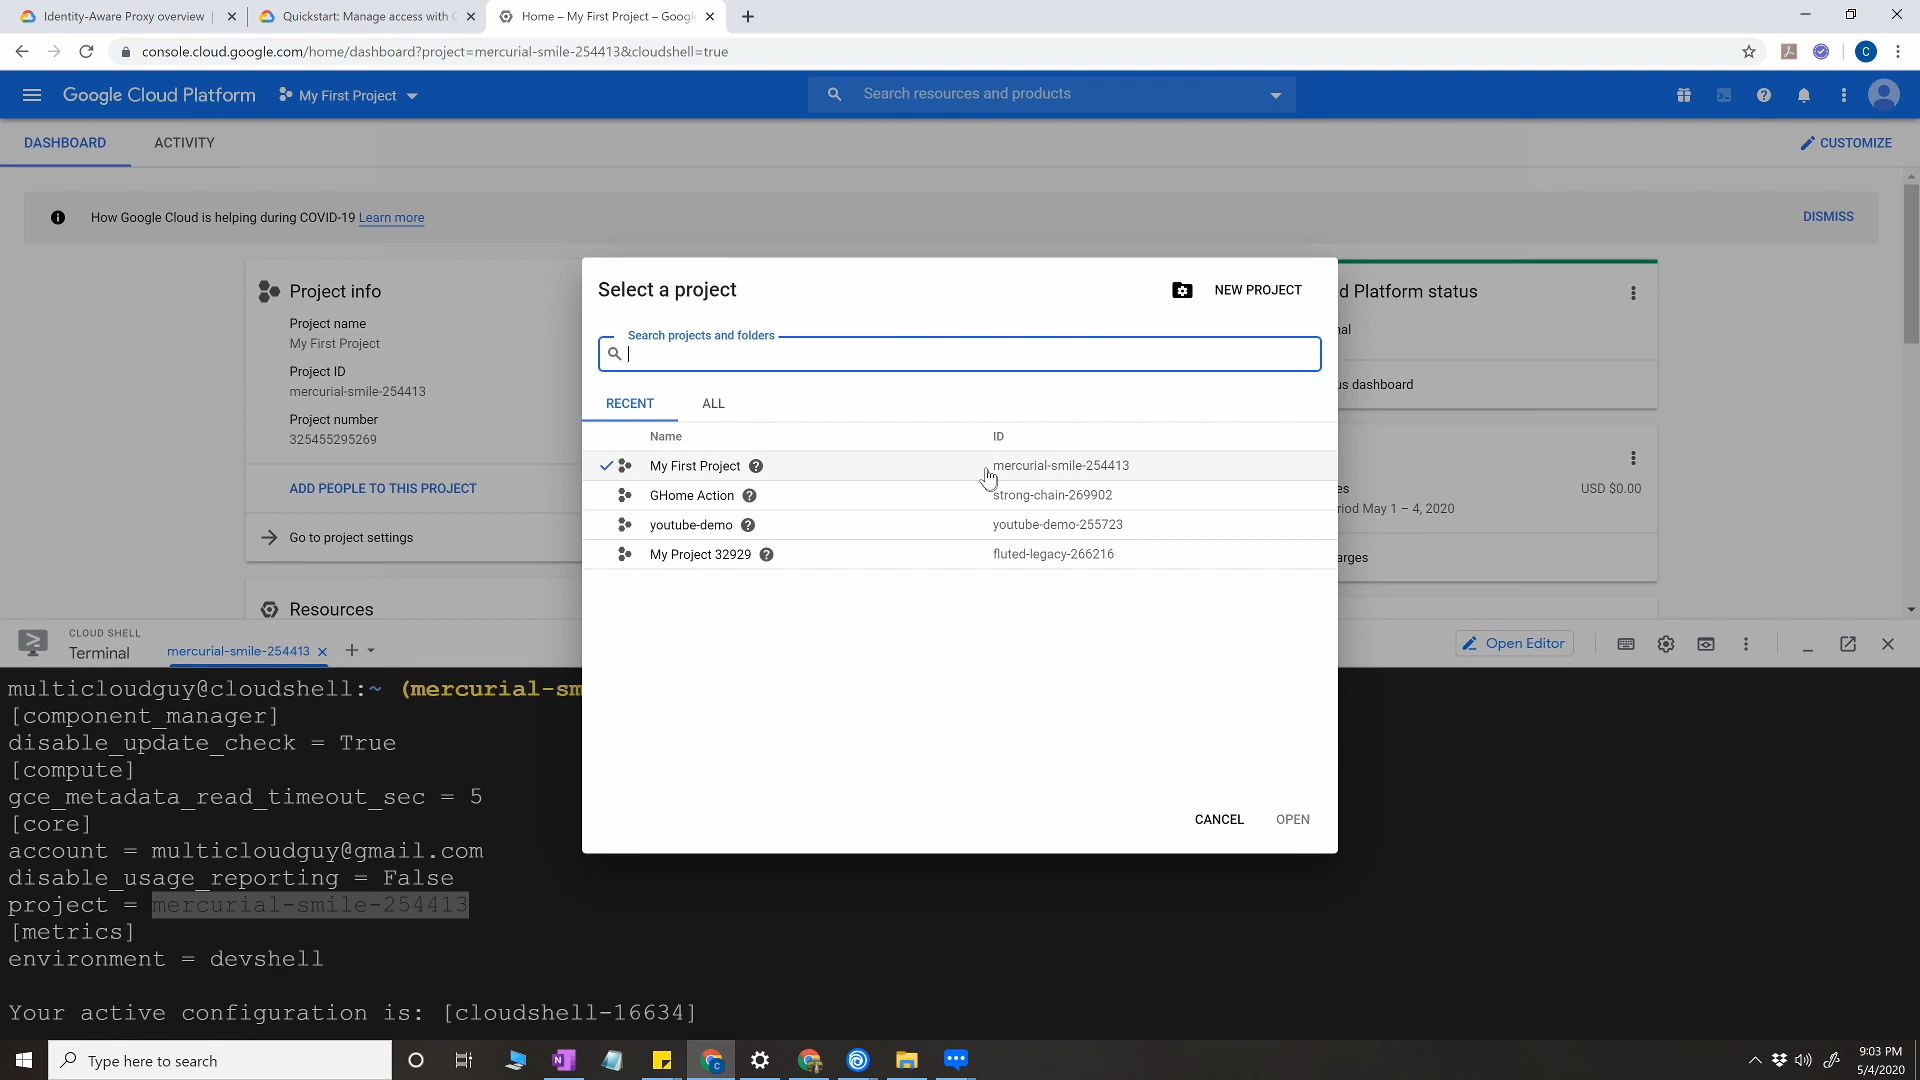 Identity-Aware Proxy overview
Quickstart: Manage access with G
Home – My First Project – Google
console.cloud.google.com/home/dashboard?project=mercurial-smile-254413&cloudshell=true
C
Google Cloud Platform
My First Project
Search resources and products
DASHBOARD
ACTIVITY
CUSTOMIZE
How Google Cloud is helping during COVID-19 Learn more
DISMISS
Project info
Project name
My First Project
Project ID
mercurial-smile-254413
Project number
325455295269
ADD PEOPLE TO THIS PROJECT
Go to project settings
Resources
Select a project
NEW PROJECT
Search projects and folders
RECENT
ALL
Name
ID
My First Project
mercurial-smile-254413
GHome Action
strong-chain-269902
youtube-demo
youtube-demo-255723
My Project 32929
fluted-legacy-266216
CANCEL
OPEN
d Platform status
nal
us dashboard
es
USD $0.00
riod May 1 – 4, 2020
arges
CLOUD SHELL
Terminal
mercurial-smile-254413
Open Editor
multicloudguy@cloudshell:~ (mercurial-sm
[component_manager]
disable_update_check = True
[compute]
gce_metadata_read_timeout_sec = 5
[core]
account = multicloudguy@gmail.com
disable_usage_reporting = False
project = mercurial-smile-254413
[metrics]
environment = devshell
Your active configuration is: [cloudshell-16634]
Type here to search
9:03 PM
5/4/2020